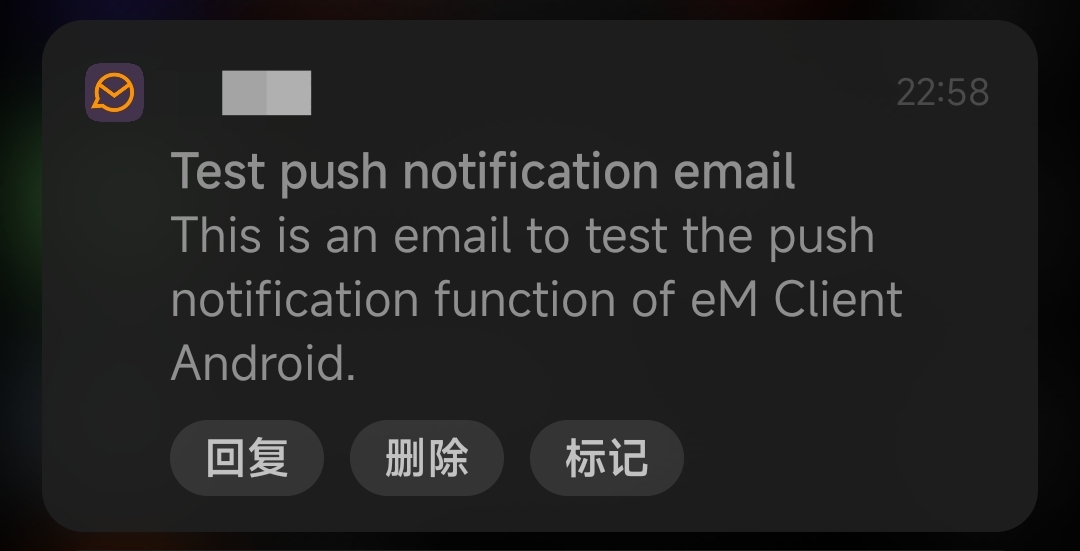 22:58
Test push notification email
This is an email to test the push
notification function of eM Client
Android.
回复 删除 标记